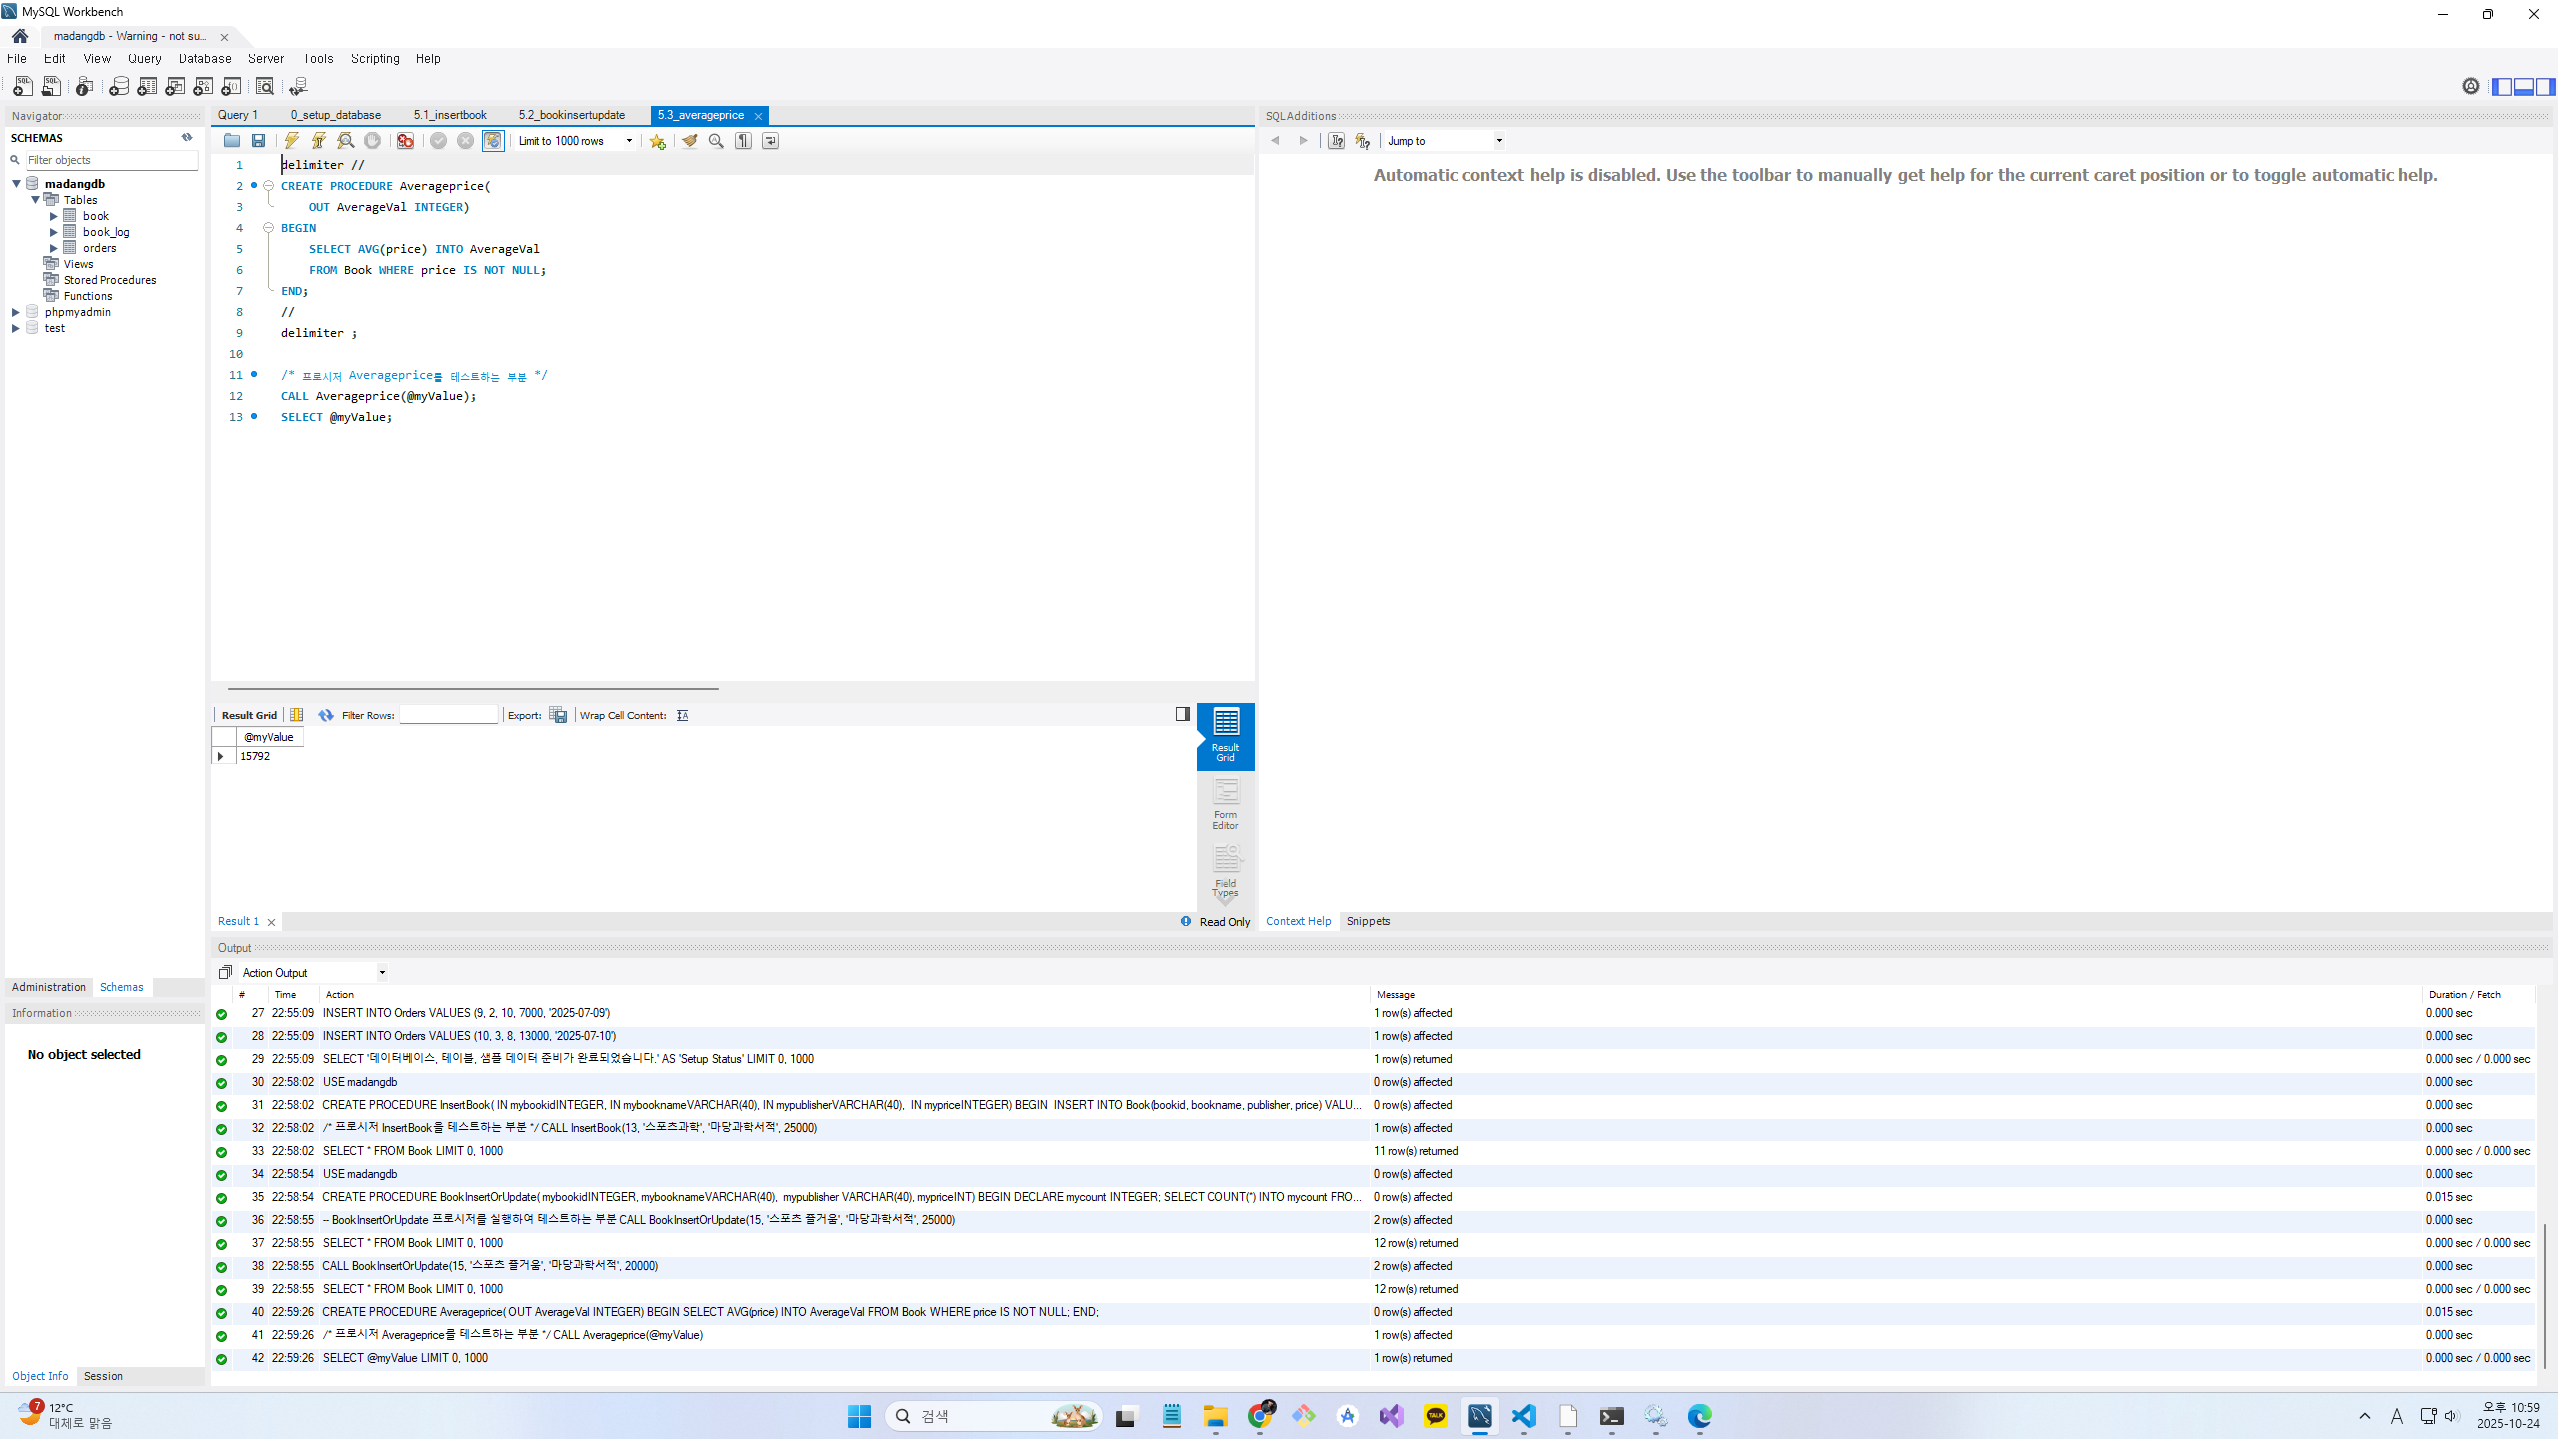 MySQL Workbench
madangdb - Warning - not su...
File Edit View Query Database Server Tools Scripting Help
Navigator
SCHEMAS
Filter objects
madangdb
Tables
book
book_log
orders
Views
Stored Procedures
Functions
phpmyadmin
test
Administration Schemas
Information
No object selected
Object Info Session
Query 1 0_setup_database 5.1_insertbook 5.2_bookinsertupdate 5.3_averageprice
Limit to 1000 rows
1 delimiter //
2 CREATE PROCEDURE Averageprice(
3 OUT AverageVal INTEGER)
4 BEGIN
5 SELECT AVG(price) INTO AverageVal
6 FROM Book WHERE price IS NOT NULL;
7 END;
8 //
9 delimiter ;
10
11 /* 프로시저 Averageprice를 테스트하는 부분 */
12 CALL Averageprice(@myValue);
13 SELECT @myValue;
Result Grid Filter Rows: Export: Wrap Cell Content:
@myValue
15792
Result Grid
Form Editor
Field Types
Result 1 Read Only
SQLAdditions
Jump to
Automatic context help is disabled. Use the toolbar to manually get help for the current caret position or to toggle automatic help.
Context Help Snippets
Output
Action Output
# Time Action Message Duration / Fetch
27 22:55:09 INSERT INTO Orders VALUES (9, 2, 10, 7000, '2025-07-09') 1 row(s) affected 0.000 sec
28 22:55:09 INSERT INTO Orders VALUES (10, 3, 8, 13000, '2025-07-10') 1 row(s) affected 0.000 sec
29 22:55:09 SELECT '데이터베이스, 테이블, 샘플 데이터 준비가 완료되었습니다.' AS 'Setup Status' LIMIT 0, 1000 1 row(s) returned 0.000 sec / 0.000 sec
30 22:58:02 USE madangdb 0 row(s) affected 0.000 sec
31 22:58:02 CREATE PROCEDURE InsertBook( IN mybookidINTEGER, IN mybooknameVARCHAR(40), IN mypublisherVARCHAR(40), IN mypriceINTEGER) BEGIN INSERT INTO Book(bookid, bookname, publisher, price) VALU... 0 row(s) affected 0.000 sec
32 22:58:02 /* 프로시저 InsertBook을 테스트하는 부분 */ CALL InsertBook(13, '스포츠과학', '마당과학서적', 25000) 1 row(s) affected 0.000 sec
33 22:58:02 SELECT * FROM Book LIMIT 0, 1000 11 row(s) returned 0.000 sec / 0.000 sec
34 22:58:54 USE madangdb 0 row(s) affected 0.000 sec
35 22:58:54 CREATE PROCEDURE BookInsertOrUpdate( mybookidINTEGER, mybooknameVARCHAR(40), mypublisher VARCHAR(40), mypriceINT) BEGIN DECLARE mycount INTEGER; SELECT COUNT(*) INTO mycount FRO... 0 row(s) affected 0.015 sec
36 22:58:55 -- BookInsertOrUpdate 프로시저를 실행하여 테스트하는 부분 CALL BookInsertOrUpdate(15, '스포츠 즐거움', '마당과학서적', 25000) 2 row(s) affected 0.000 sec
37 22:58:55 SELECT * FROM Book LIMIT 0, 1000 12 row(s) returned 0.000 sec / 0.000 sec
38 22:58:55 CALL BookInsertOrUpdate(15, '스포츠 즐거움', '마당과학서적', 20000) 2 row(s) affected 0.000 sec
39 22:58:55 SELECT * FROM Book LIMIT 0, 1000 12 row(s) returned 0.000 sec / 0.000 sec
40 22:59:26 CREATE PROCEDURE Averageprice( OUT AverageVal INTEGER) BEGIN SELECT AVG(price) INTO AverageVal FROM Book WHERE price IS NOT NULL; END; 0 row(s) affected 0.015 sec
41 22:59:26 /* 프로시저 Averageprice를 테스트하는 부분 */ CALL Averageprice(@myValue) 1 row(s) affected 0.000 sec
42 22:59:26 SELECT @myValue LIMIT 0, 1000 1 row(s) returned 0.000 sec / 0.000 sec
7
12°C
대체로 맑음
검색
TALK
A
오후 10:59
2025-10-24